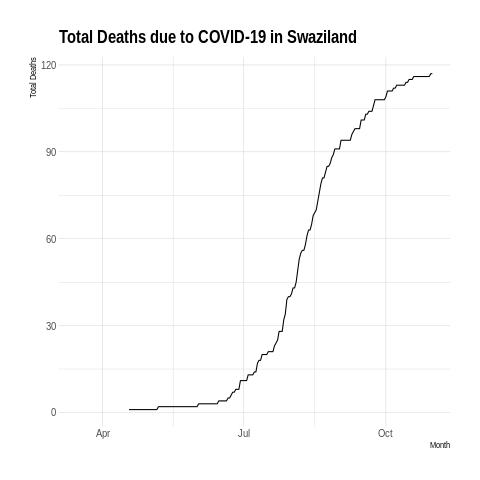 Total Deaths due to COVID-19 in Swaziland
Total Deaths
120
90
60
30
0
Apr
Jul
Oct
Month